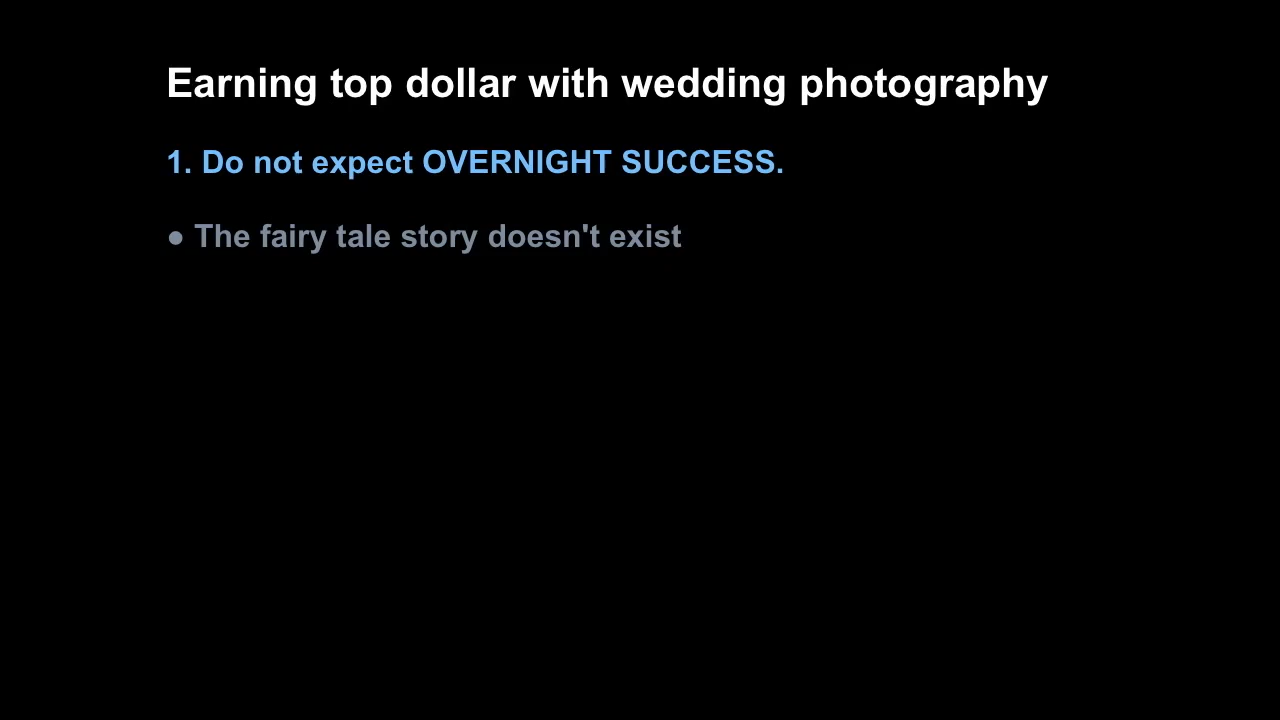 Earning top dollar with wedding photography
1. Do not expect OVERNIGHT SUCCESS.
● The fairy tale story doesn't exist